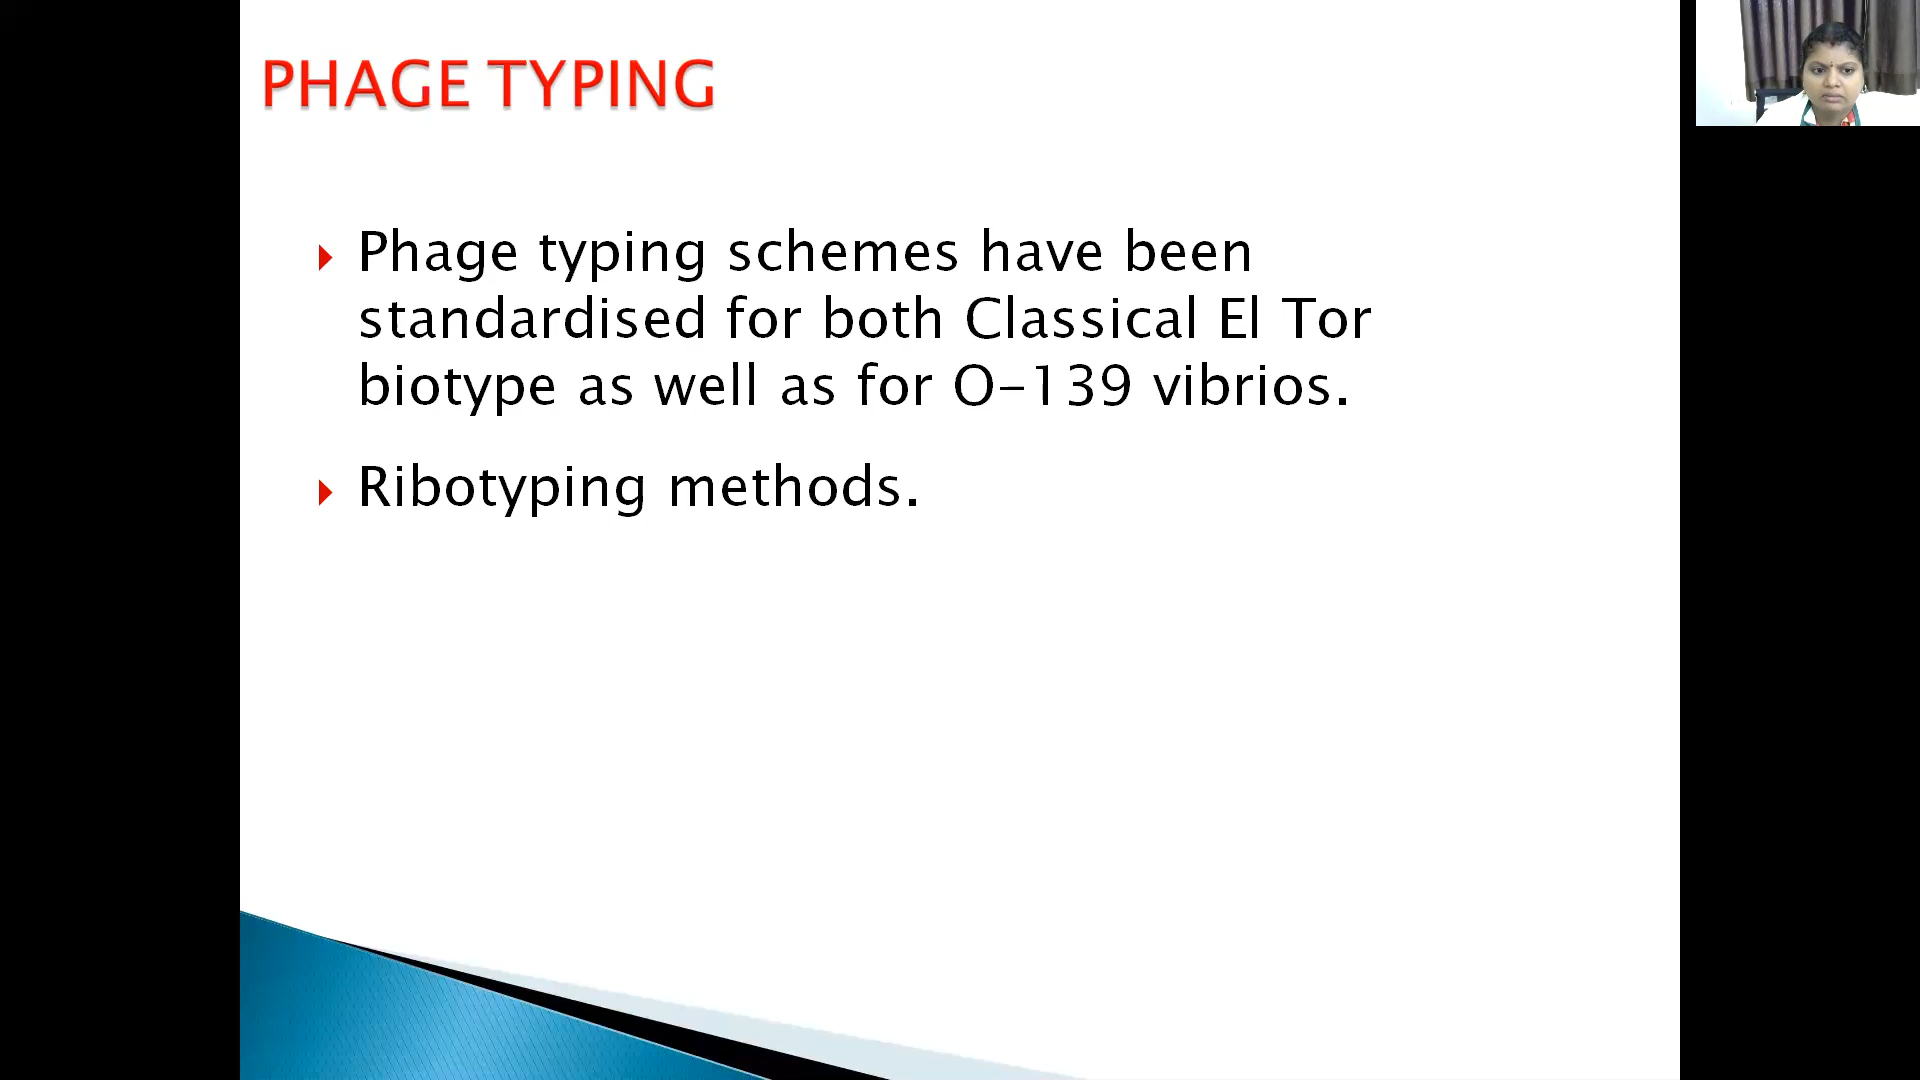 PHAGE TYPING
Phage typing schemes have been
standardised for both Classical El Tor
biotype as well as for O-139 vibrios.
Ribotyping methods.